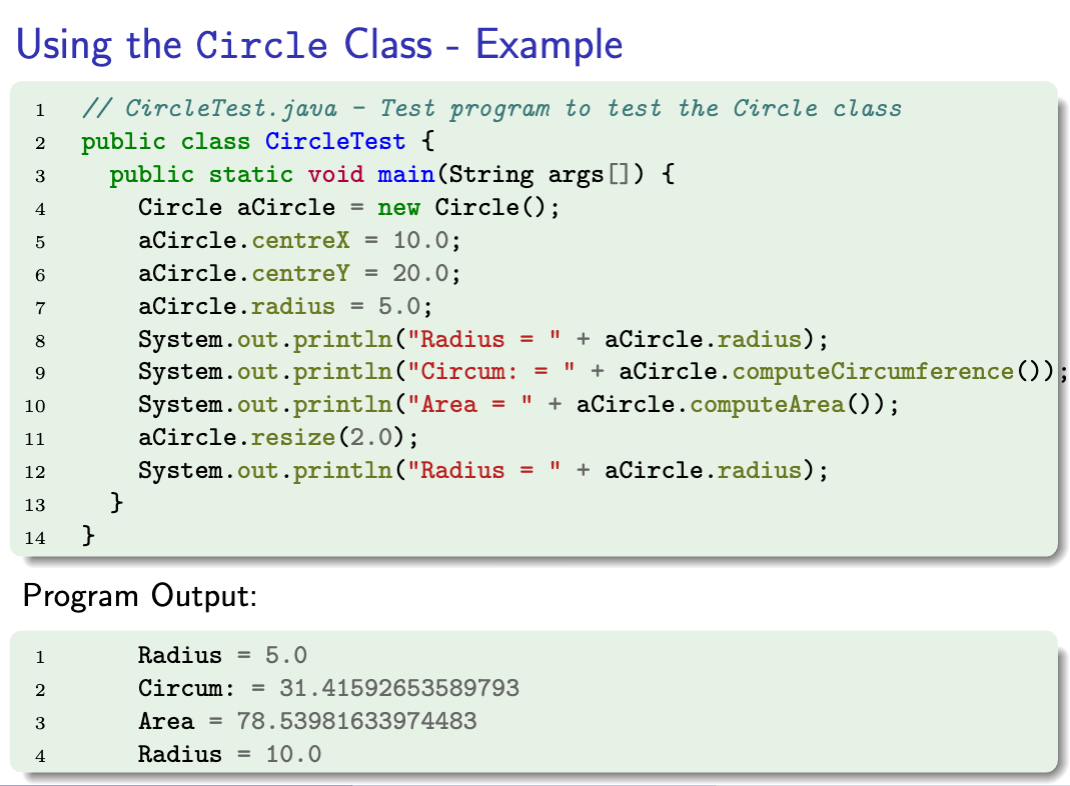 Using the Circle Class - Example
1 // CircleTest.java - Test program to test the Circle class
2 public class CircleTest {
3   public static void main(String args[]) {
4     Circle aCircle = new Circle();
5     aCircle.centreX = 10.0;
6     aCircle.centreY = 20.0;
7     aCircle.radius = 5.0;
8     System.out.println("Radius = " + aCircle.radius);
9     System.out.println("Circum: = " + aCircle.computeCircumference());
10     System.out.println("Area = " + aCircle.computeArea());
11     aCircle.resize(2.0);
12     System.out.println("Radius = " + aCircle.radius);
13   }
14 }
Program Output:
1     Radius = 5.0
2     Circum: = 31.41592653589793
3     Area = 78.53981633974483
4     Radius = 10.0